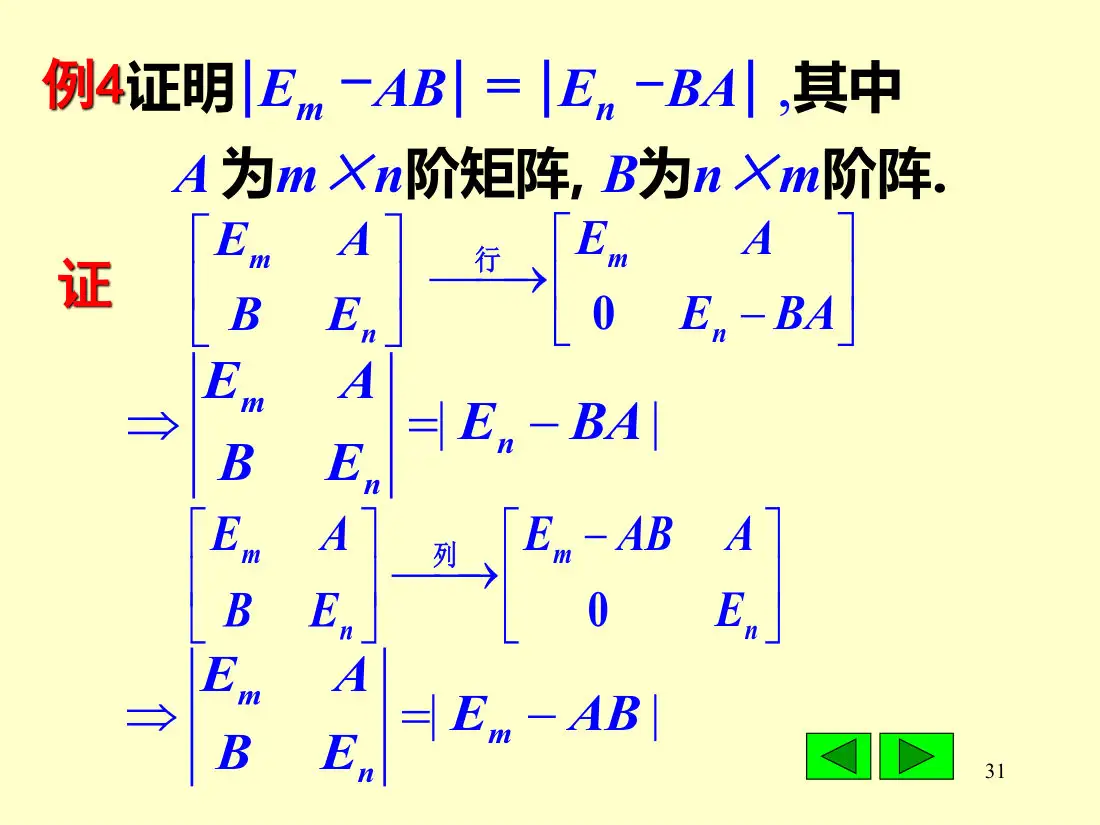 例4证明|Eₘ −AB| = |Eₙ −BA| ,其中
A 为m×n阶矩阵, B为n×m阶阵.
证 [Eₘ A; B Eₙ] —行→ [Eₘ A; 0 Eₙ − BA]
⇒ |Eₘ A; B Eₙ| =| Eₙ − BA |
[Eₘ A; B Eₙ] —列→ [Eₘ − AB A; 0 Eₙ]
⇒ |Eₘ A; B Eₙ| =| Eₘ − AB |
31